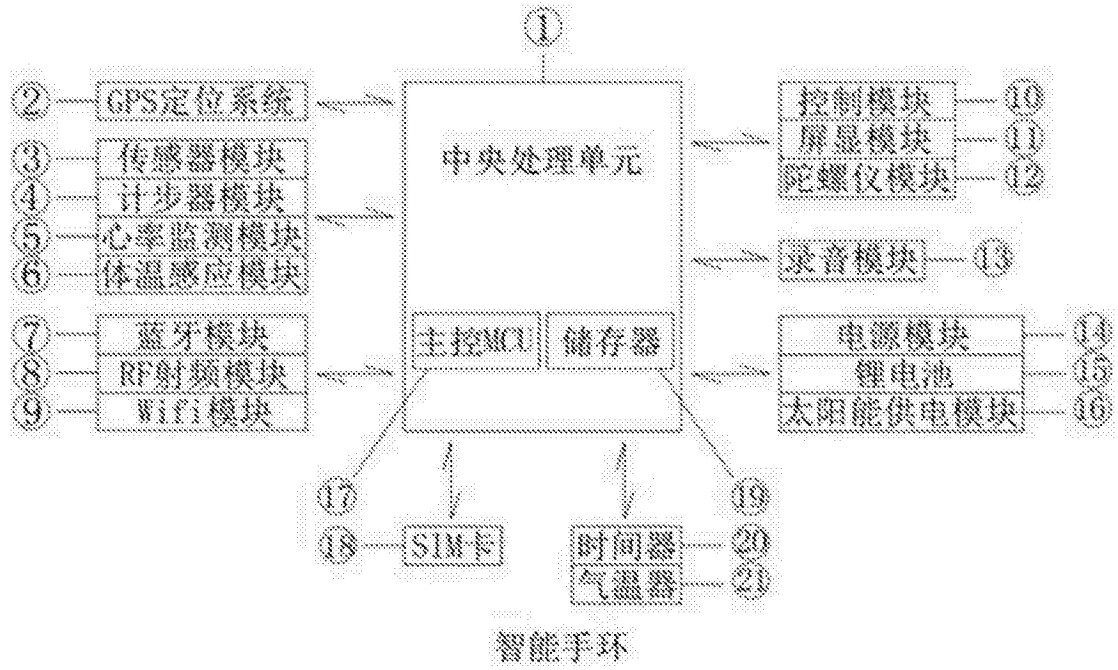 ①
② GPS定位系统
③ 传感器模块
④ 计步器模块
⑤ 心率监测模块
⑥ 体温感应模块
⑦ 蓝牙模块
⑧ RF射频模块
⑨ Wifi模块
中央处理单元
主控MCU 储存器
控制模块 ⑩
屏显模块 ⑪
陀螺仪模块 ⑫
录音模块 ⑬
电源模块 ⑭
锂电池 ⑮
太阳能供电模块 ⑯
⑰
⑱ SIM卡
⑲
时间器 ⑳
气温器 ㉑
智能手环